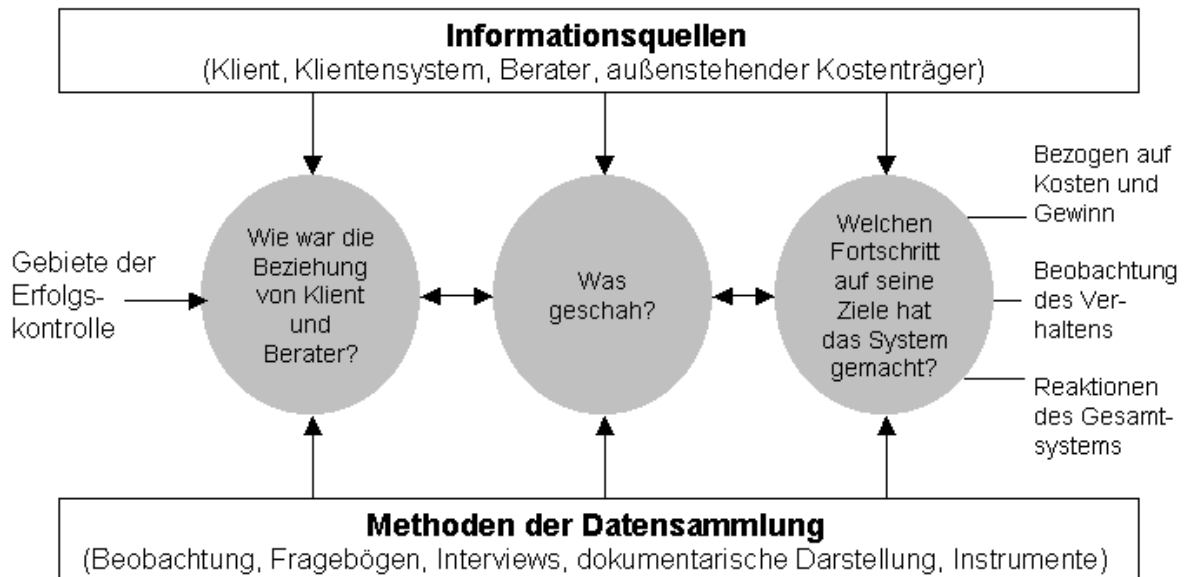 Informationsquellen
(Klient, Klientensystem, Berater, außenstehender Kostenträger)
Gebiete der
Erfolgs-
kontrolle
Wie war die
Beziehung
von Klient
und
Berater?
Was
geschah?
Welchen
Fortschritt
auf seine
Ziele hat
das System
gemacht?
Bezogen auf
Kosten und
Gewinn
Beobachtung
des Ver-
haltens
Reaktionen
des Gesamt-
systems
Methoden der Datensammlung
(Beobachtung, Fragebögen, Interviews, dokumentarische Darstellung, Instrumente)